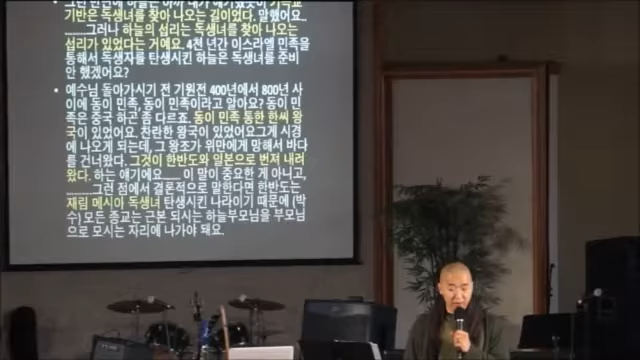 기반은 독생녀를 찾아 나오는 길이었다. 말했어요..
..........그러나 하늘의 섭리는 독생녀를 찾아 나오는
섭리가 있었다는 거예요. 4천 년간 이스라엘 민족을
통해서 독생자를 탄생시킨 하늘은 독생녀를 준비
안 했겠어요?
• 예수님 돌아가시기 전 기원전 400년에서 800년 사
이에 동이 민족, 동이 민족이라고 알아요? 동이 민
족은 중국 하곤 좀 다르죠. 동이 민족 통한 한씨 왕
국이 있었어요. 찬란한 왕국이 있었어요그게 시경
에 나오게 되는데, 그 왕조가 위만에게 망해서 바다
를 건너왔다. 그것이 한반도와 일본으로 번져 내려
왔다. 하는 얘기에요...... 이 말이 중요한 게 아니고,
..........그런 점에서 결론적으로 말한다면 한반도는
재림 메시아 독생녀 탄생시킨 나라이기 때문에 (박
수) 모든 종교는 근본 되시는 하늘부모님을 부모님
으로 모시는 자리에 나가야 돼요.